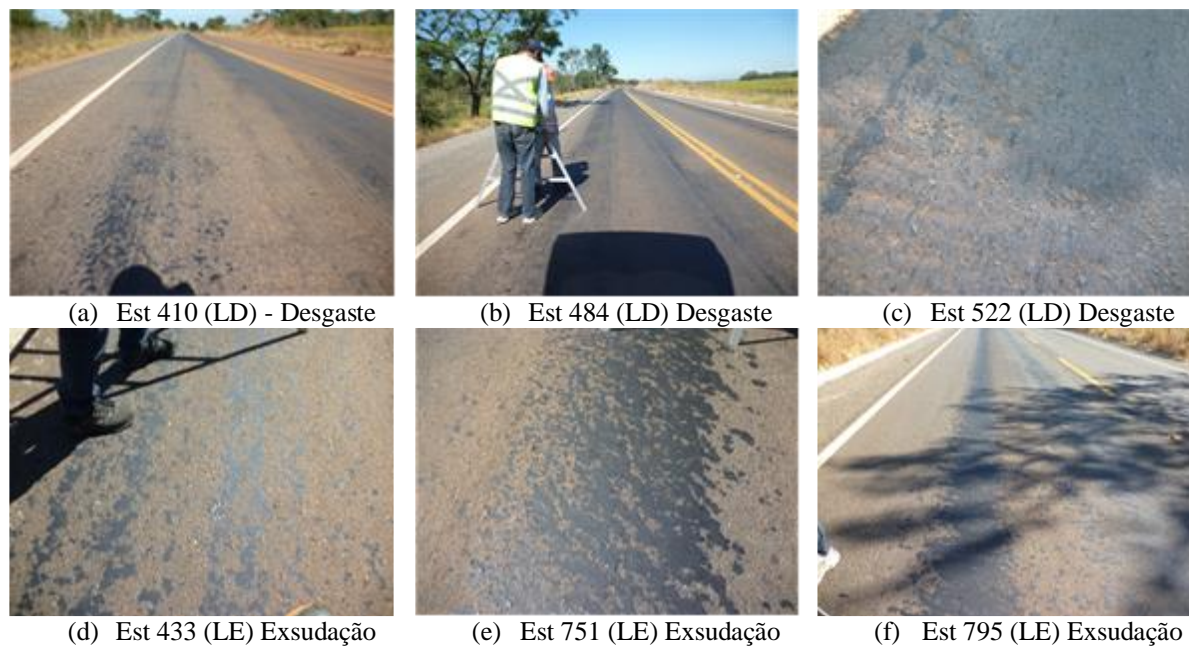 (a) Est 410 (LD) - Desgaste
(b) Est 484 (LD) Desgaste
(c) Est 522 (LD) Desgaste
(d) Est 433 (LE) Exsudação
(e) Est 751 (LE) Exsudação
(f) Est 795 (LE) Exsudação